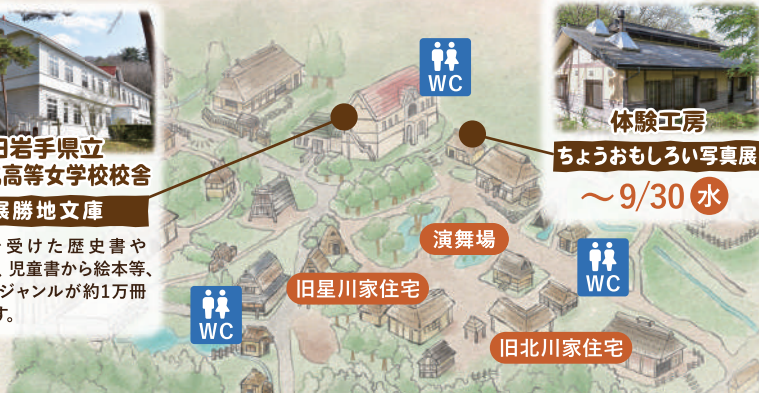 旧岩手県立
高等女学校校舎
展勝地文庫
受けた歴史書や
、児童書から絵本等、
ジャンルが約1万冊
す。
WC
体験工房
ちょうおもしろい写真展
～9/30 水
演舞場
WC
旧星川家住宅
WC
旧北川家住宅